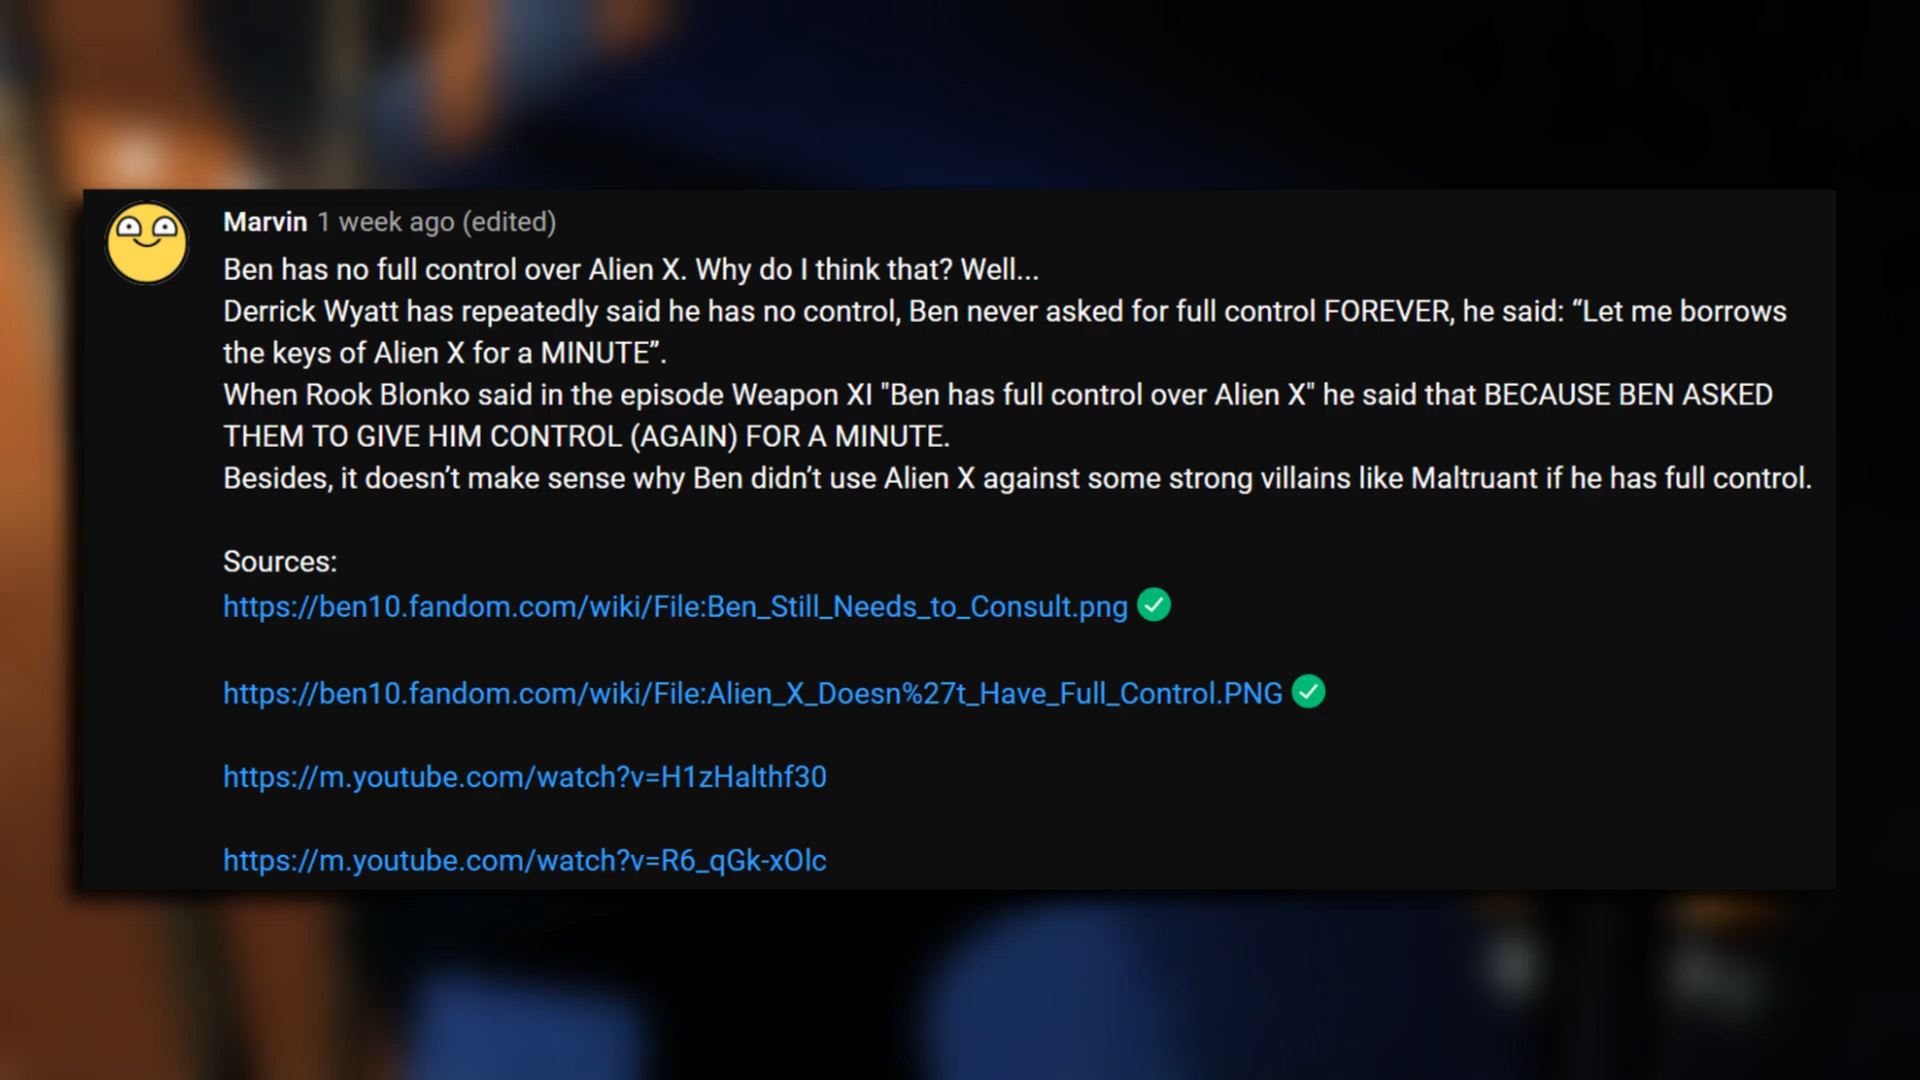 Marvin 1 week ago (edited)
Ben has no full control over Alien X. Why do I think that? Well...
Derrick Wyatt has repeatedly said he has no control, Ben never asked for full control FOREVER, he said: “Let me borrows
the keys of Alien X for a MINUTE”.
When Rook Blonko said in the episode Weapon XI "Ben has full control over Alien X" he said that BECAUSE BEN ASKED
THEM TO GIVE HIM CONTROL (AGAIN) FOR A MINUTE.
Besides, it doesn’t make sense why Ben didn’t use Alien X against some strong villains like Maltruant if he has full control.
Sources:
https://ben10.fandom.com/wiki/File:Ben_Still_Needs_to_Consult.png
https://ben10.fandom.com/wiki/File:Alien_X_Doesn%27t_Have_Full_Control.PNG
https://m.youtube.com/watch?v=H1zHalthf30
https://m.youtube.com/watch?v=R6_qGk-xOlc